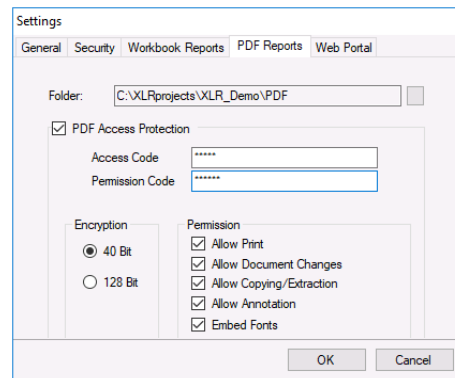 Settings
General Security Workbook Reports PDF Reports Web Portal
Folder: C:\XLRprojects\XLR_Demo\PDF
PDF Access Protection
Access Code *****
Permission Code ******
Encryption Permission
40 Bit Allow Print
Allow Document Changes
128 Bit Allow Copying/Extraction
Allow Annotation
Embed Fonts
OK Cancel